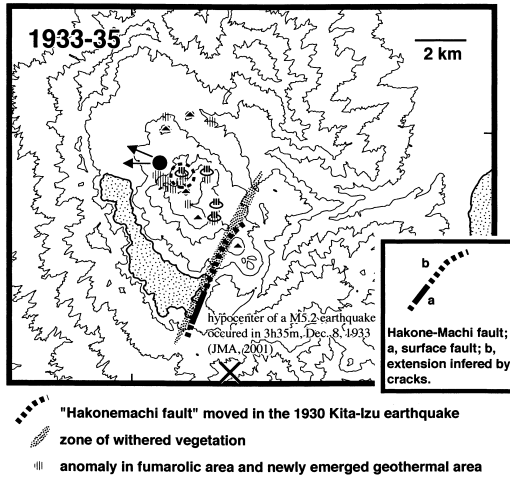 1933-35
2 km
hypocenter of a M5.2 earthquake
occured in 3h35m, Dec. 8, 1933
(JMA, 2001)
b
a
Hakone-Machi fault;
a, surface fault; b,
extension infered by
cracks.
"Hakonemachi fault" moved in the 1930 Kita-Izu earthquake
zone of withered vegetation
anomaly in fumarolic area and newly emerged geothermal area